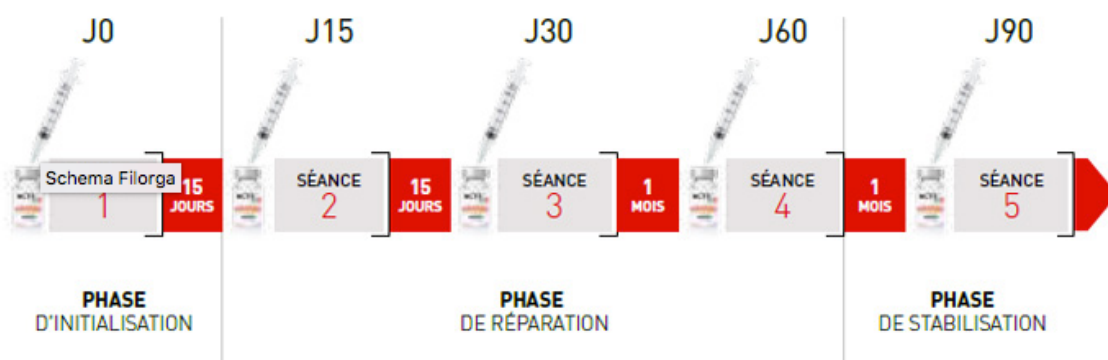 J0
J15
J30
J60
J90
Schema Filorga
1
15
JOURS
SÉANCE
2
15
JOURS
SÉANCE
3
1
MOIS
SÉANCE
4
1
MOIS
SÉANCE
5
PHASE
D'INITIALISATION
PHASE
DE RÉPARATION
PHASE
DE STABILISATION